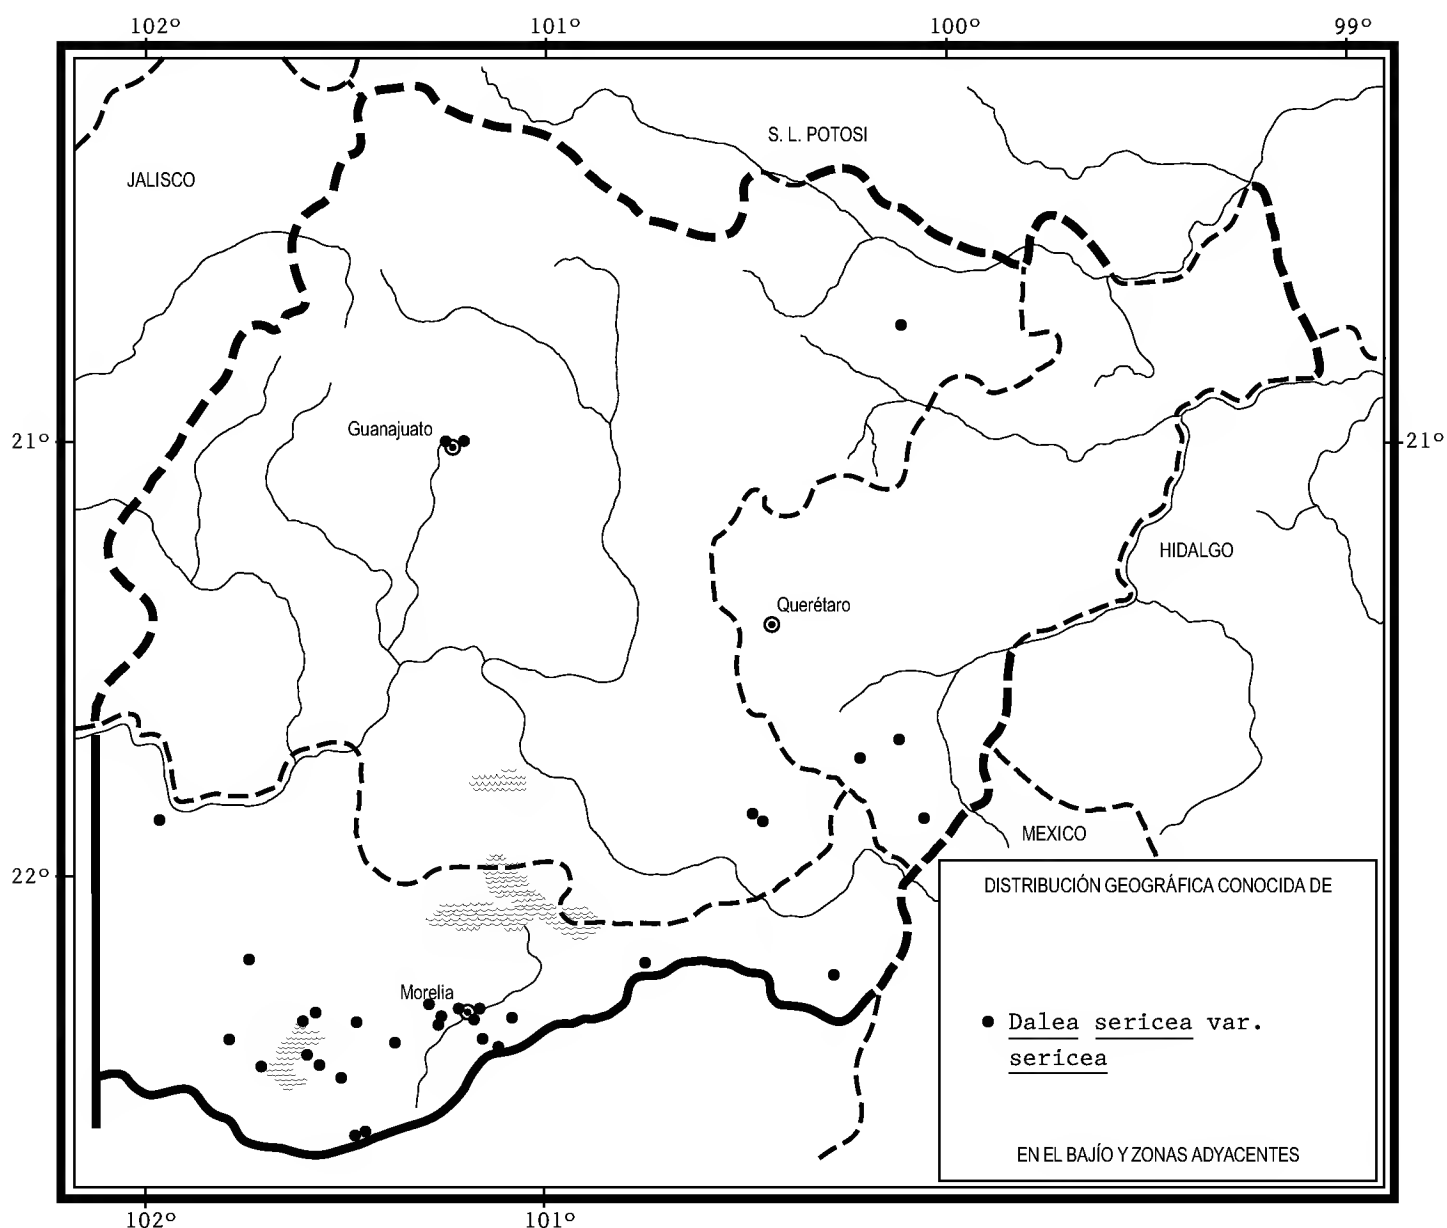 102° 101° 100° 99°
S. L. POTOSI
JALISCO
Guanajuato
21° 21°
HIDALGO
Querétaro
MEXICO
22°
DISTRIBUCIÓN GEOGRÁFICA CONOCIDA DE
Morelia
Dalea sericea var.
sericea
EN EL BAJÍO Y ZONAS ADYACENTES
102° 101°